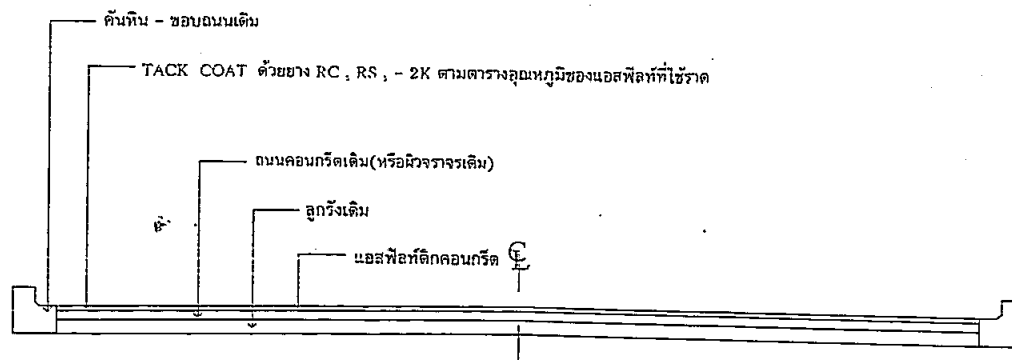 คันหิน - ขอบถนนเดิม
TACK COAT ด้วยยาง RC , RS , - 2K ตามตารางอุณหภูมิของแอสฟัลท์ที่ใช้ราด
ถนนคอนกรีตเดิม(หรือผิวจราจรเดิม)
ลูกรังเดิม
แอสฟัลท์ติกคอนกรีต